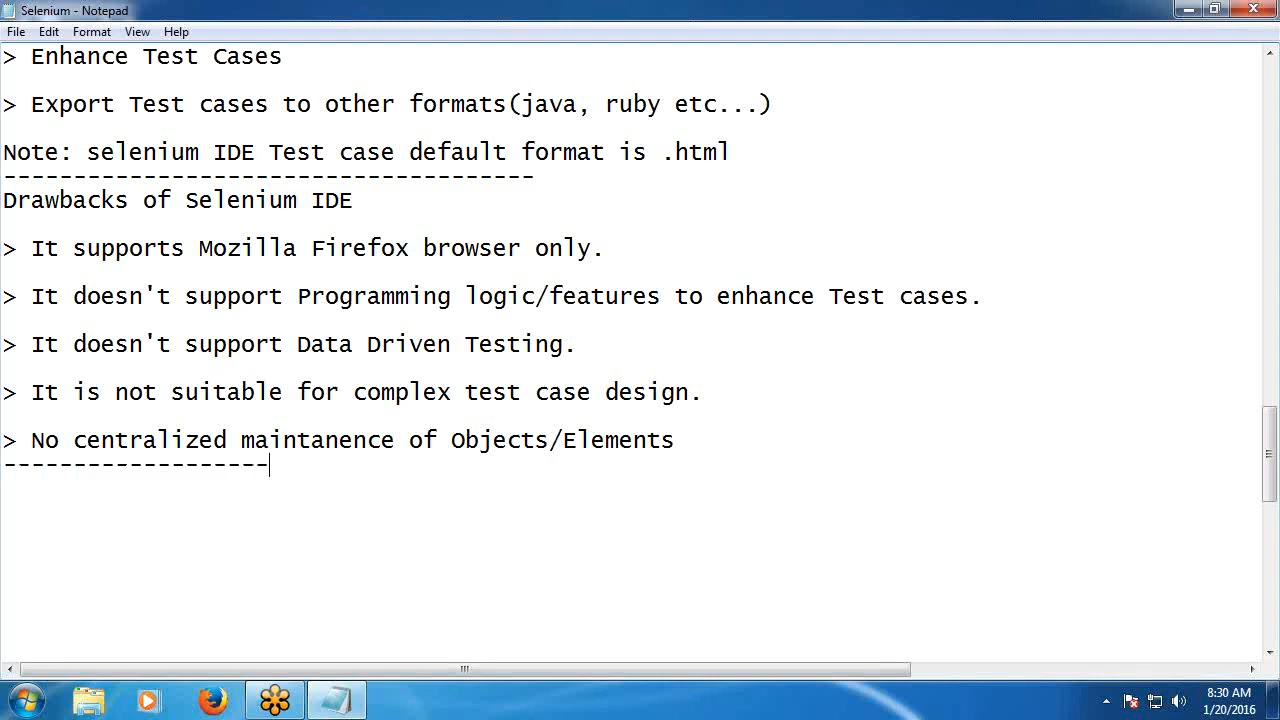 Selenium - Notepad
File Edit Format View Help
> Enhance Test Cases
> Export Test cases to other formats(java, ruby etc...)
Note: selenium IDE Test case default format is .html
--------------------------------------
Drawbacks of Selenium IDE
> It supports Mozilla Firefox browser only.
> It doesn't support Programming logic/features to enhance Test cases.
> It doesn't support Data Driven Testing.
> It is not suitable for complex test case design.
> No centralized maintanence of Objects/Elements
-------------------
8:30 AM
1/20/2016